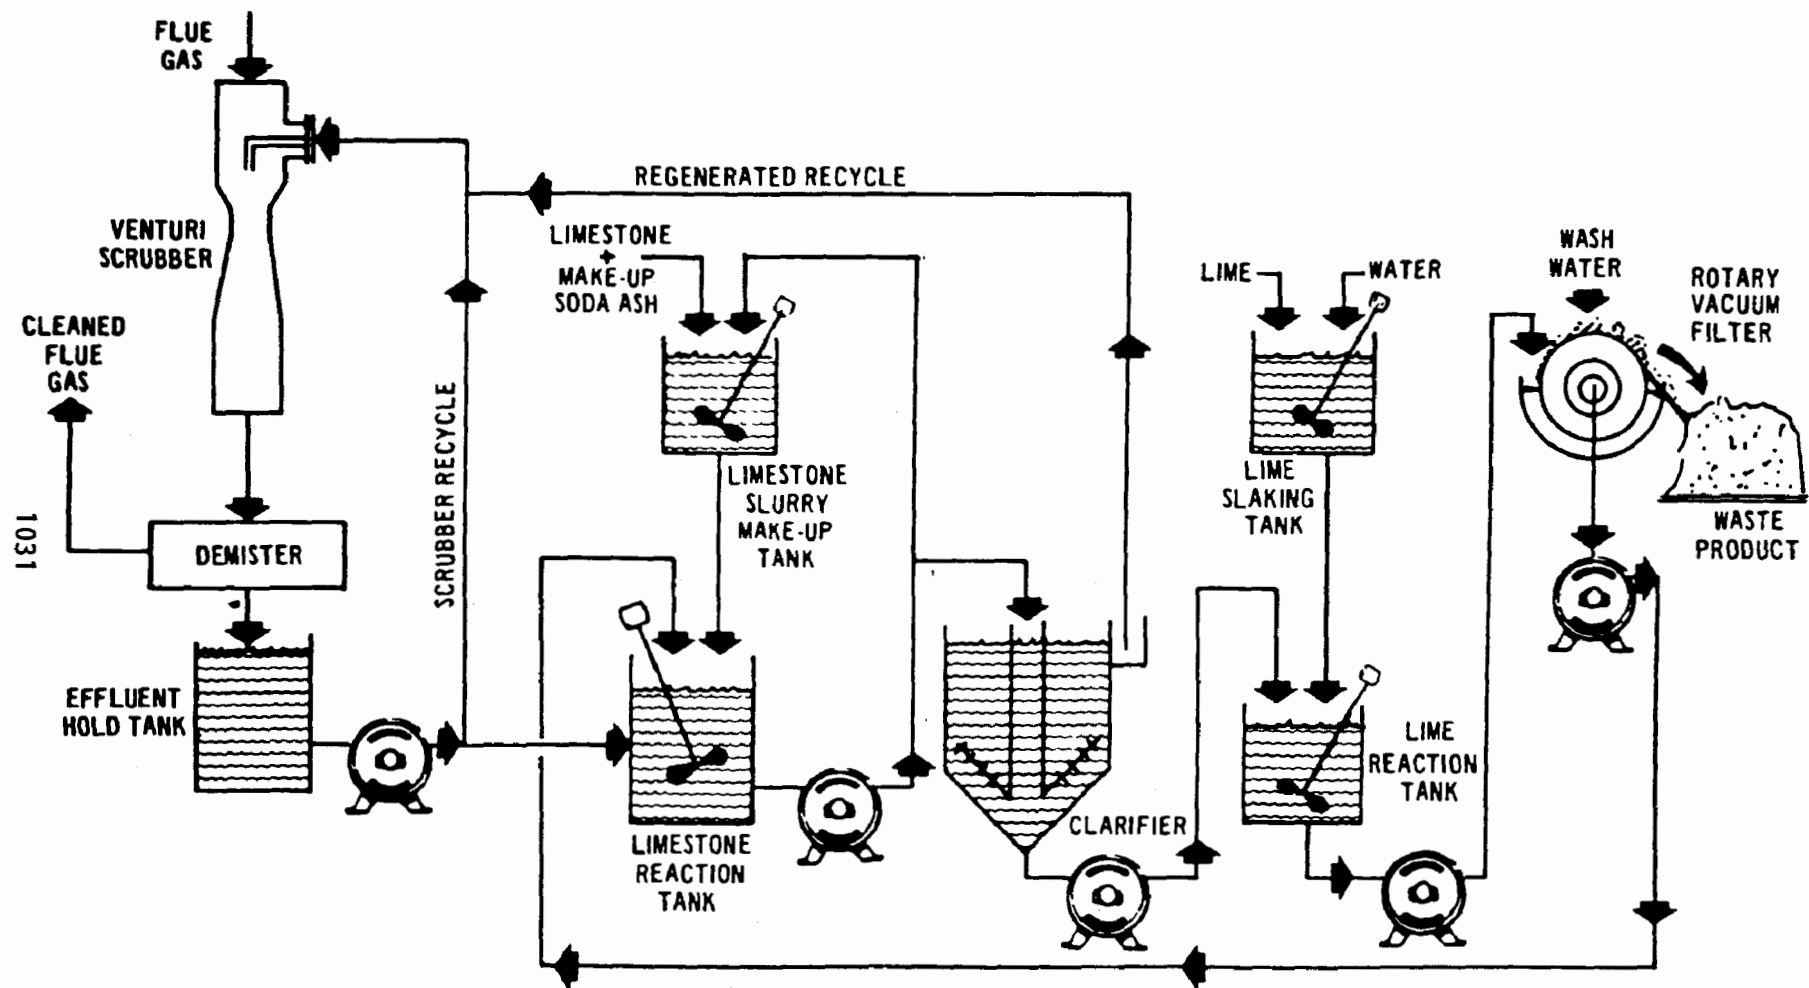 FLUE
GAS
VENTURI
SCRUBBER
CLEANED
FLUE
GAS
DEMISTER
EFFLUENT
HOLD TANK
1031
SCRUBBER RECYCLE
REGENERATED RECYCLE
LIMESTONE
+
MAKE-UP
SODA ASH
LIMESTONE
SLURRY
MAKE-UP
TANK
LIMESTONE
REACTION
TANK
CLARIFIER
LIME
WATER
LIME
SLAKING
TANK
LIME
REACTION
TANK
WASH
WATER
ROTARY
VACUUM
FILTER
WASTE
PRODUCT